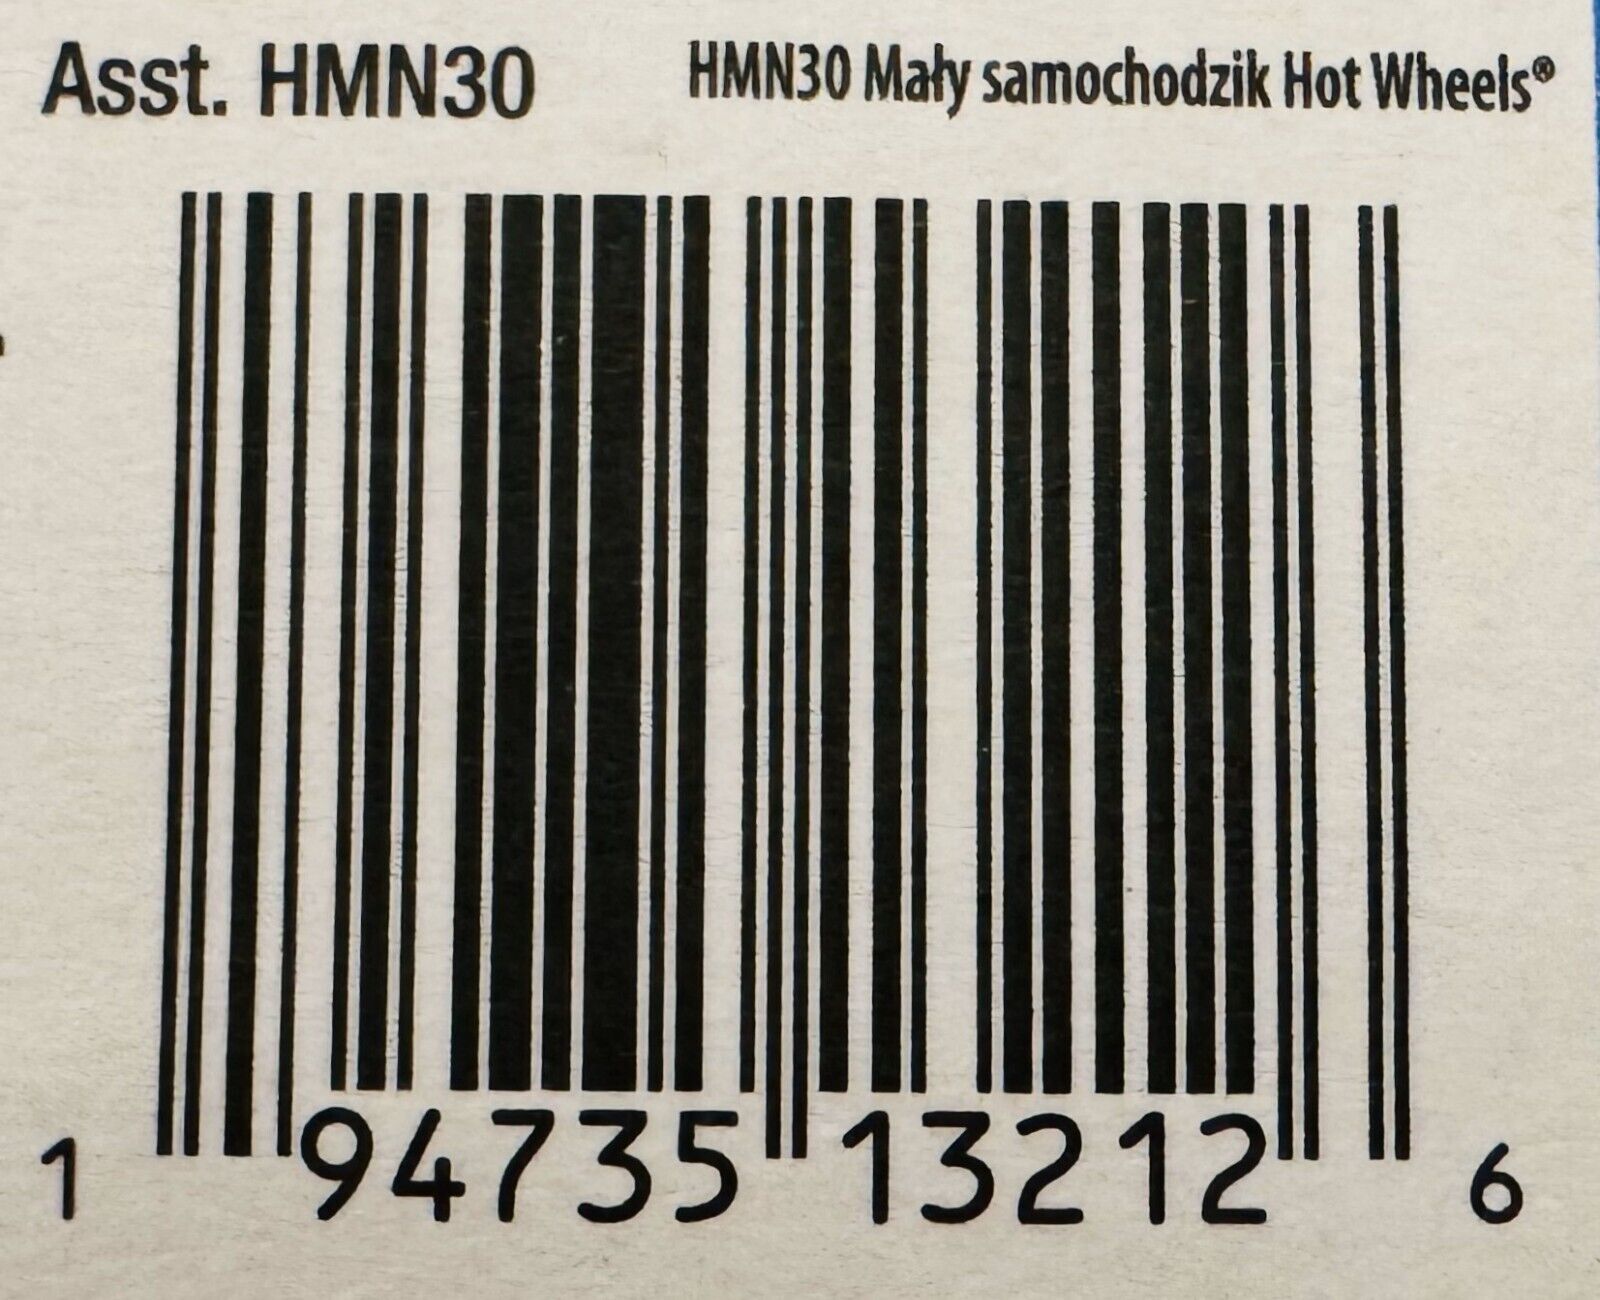 Asst. HMN30
HMN30 Mały samochodzik Hot Wheels®
1 94735 13212 6